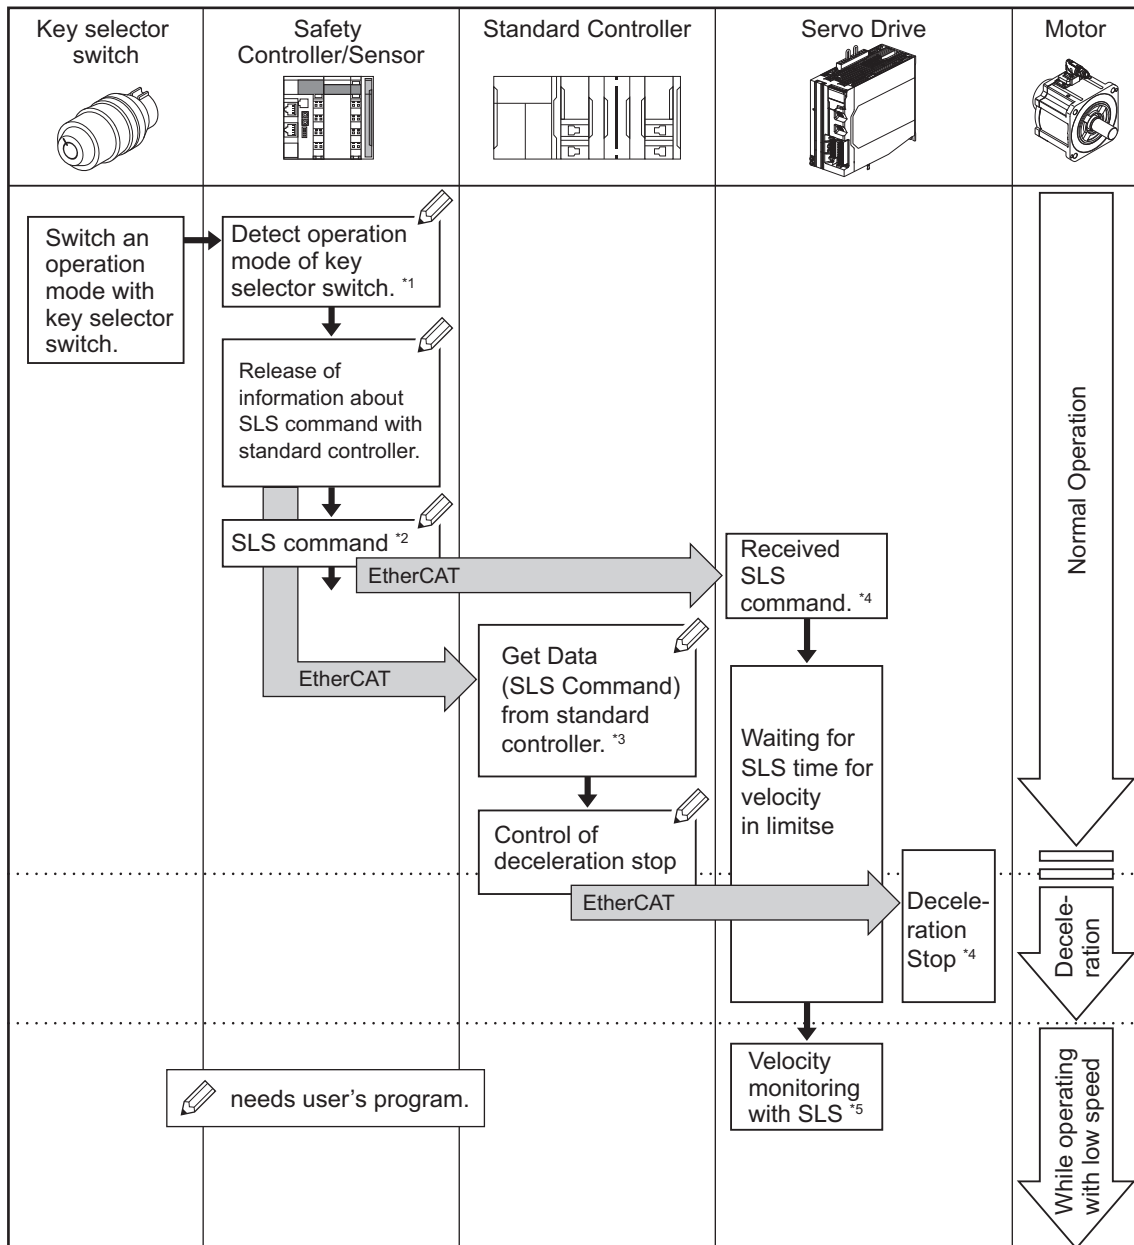 Key selector
switch
Safety
Controller/Sensor
Standard Controller
Servo Drive
Motor
Switch an
operation
mode with
key selector
switch.
Detect operation
mode of key
selector switch. *1
Release of
information about
SLS command with
standard controller.
SLS command *2
EtherCAT
Received
SLS
command. *4
EtherCAT
Get Data
(SLS Command)
from standard
controller. *3
Waiting for
SLS time for
velocity
in limitse
Control of
deceleration stop
EtherCAT
Decele-
ration
Stop *4
Velocity
monitoring
with SLS *5
needs user's program.
Normal Operation
Decele-
ration
While operating
with low speed